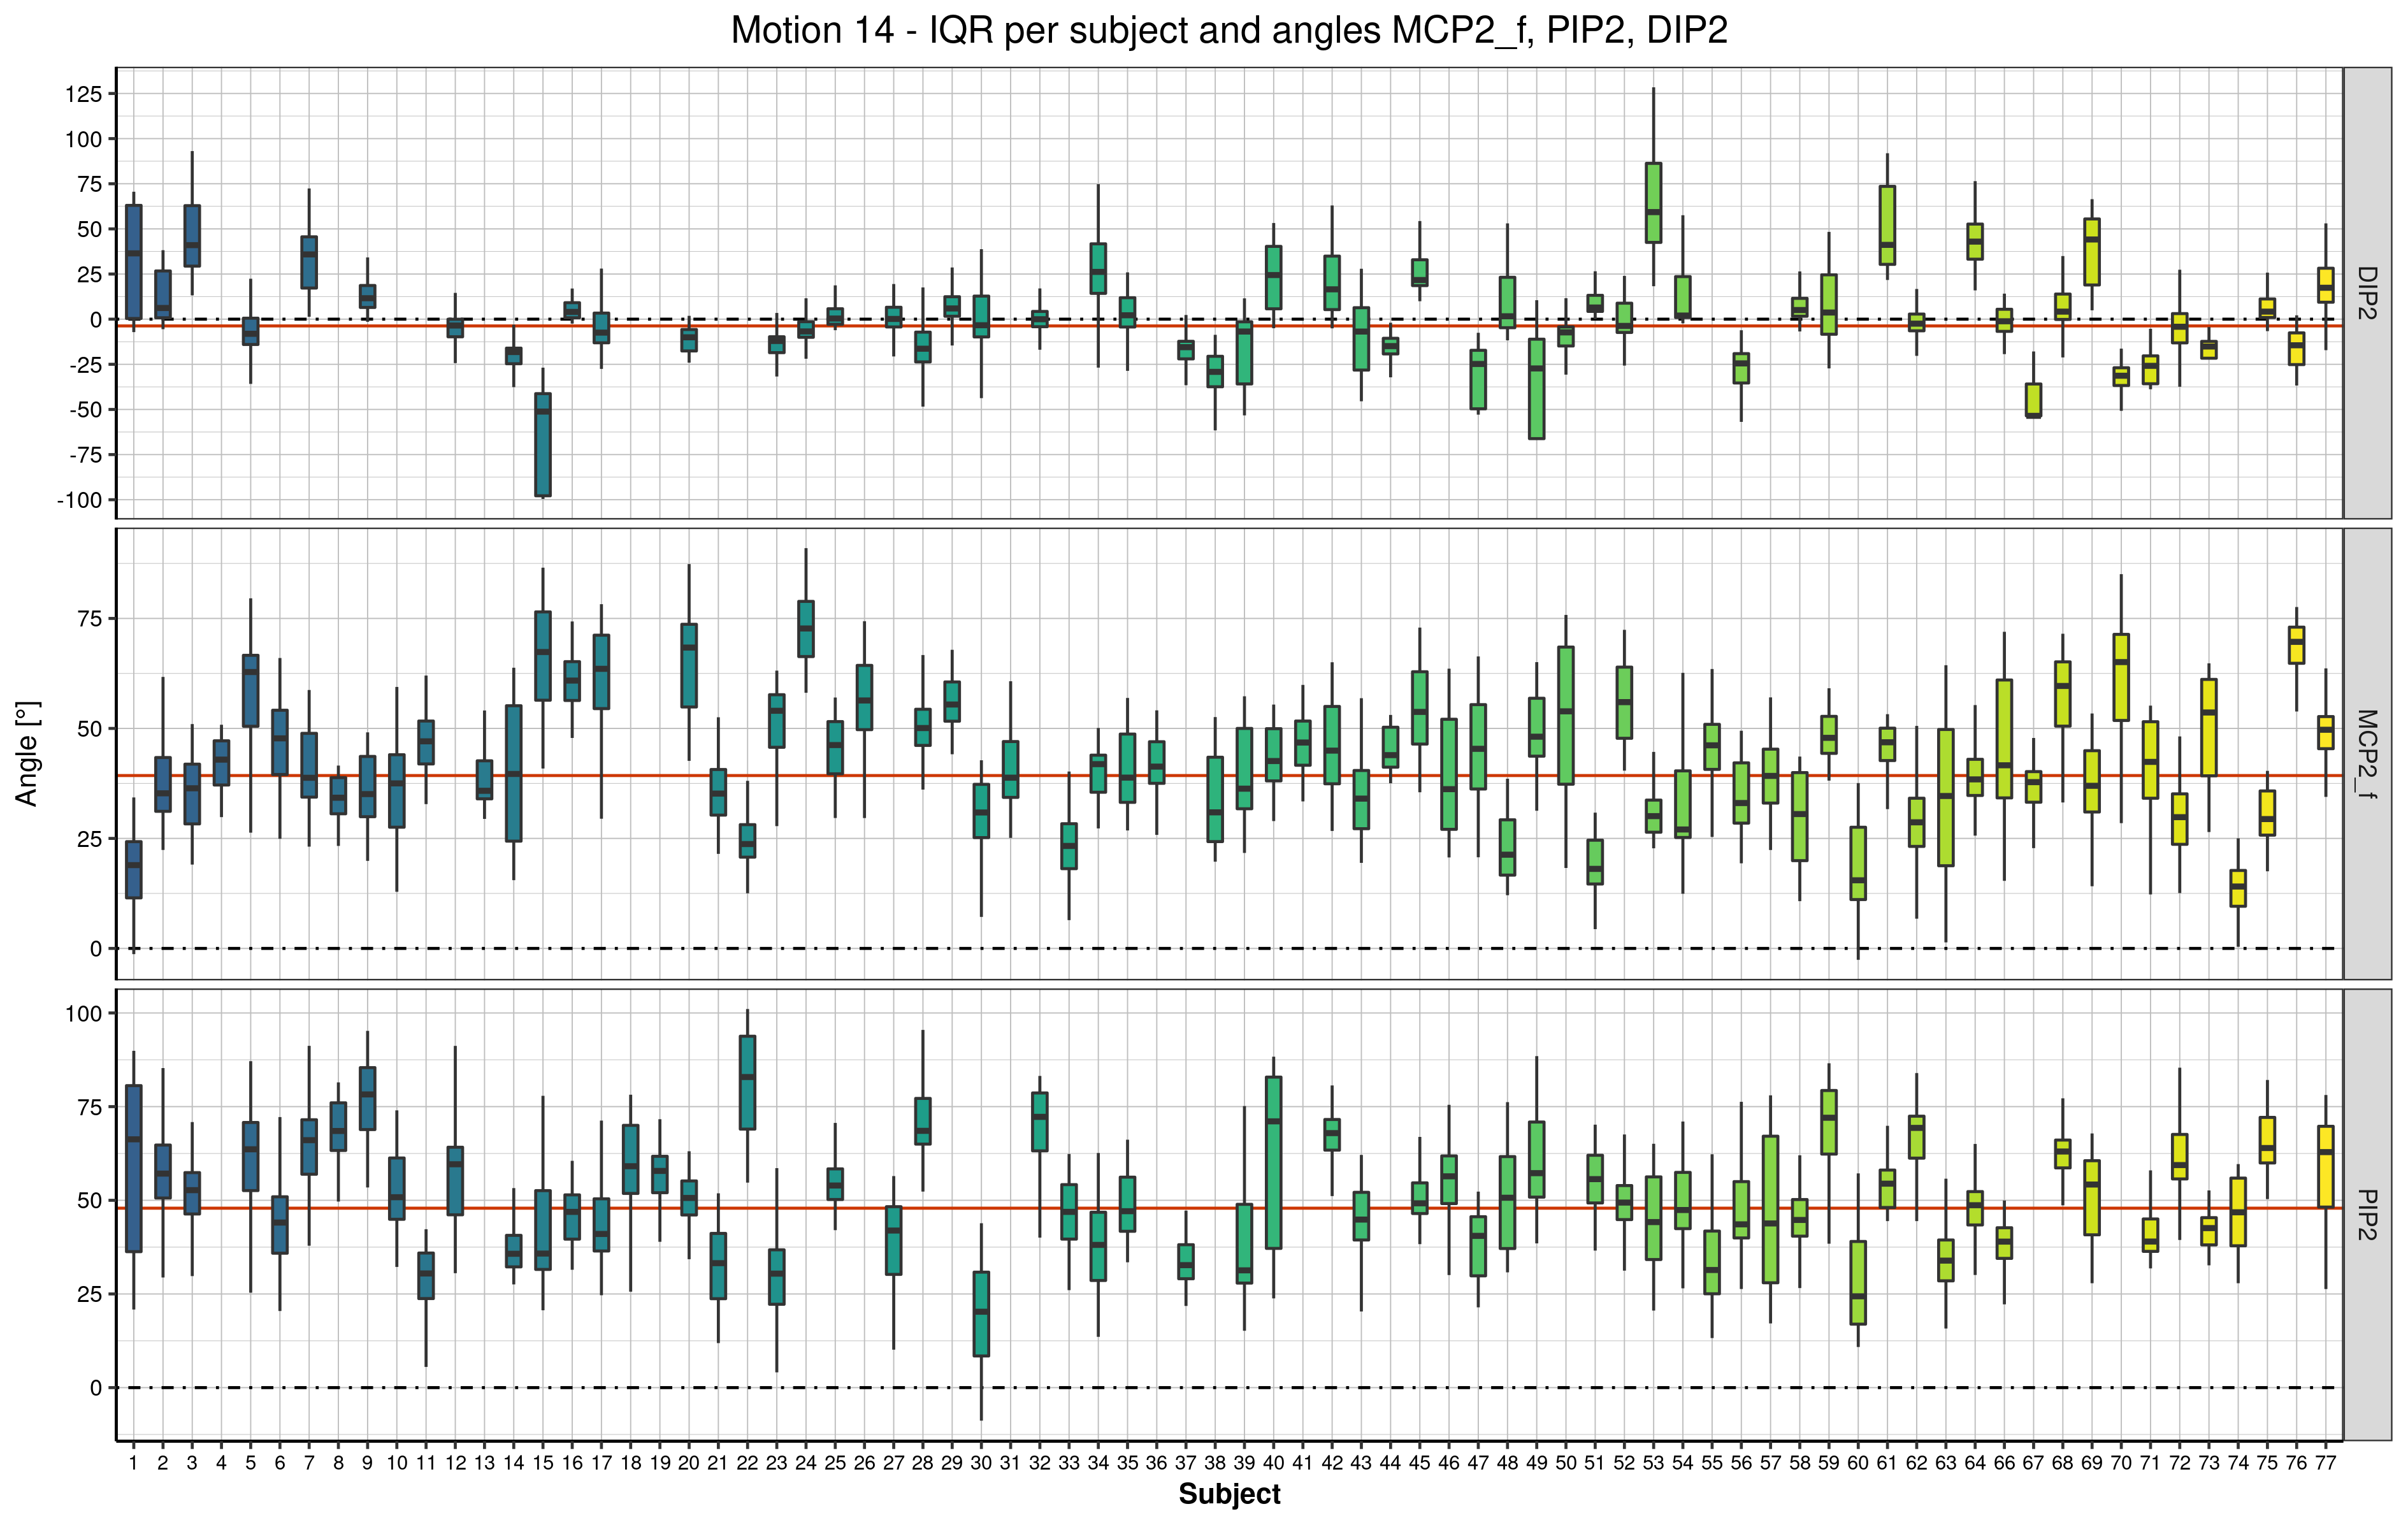 Motion 14 - IQR per subject and angles MCP2_f, PIP2, DIP2
125
100
75
50
25
0
-25
-50
-75
-100
DIP2
75
50
25
0
MCP2_f
100
75
50
25
0
PIP2
Angle [°]
1 2 3 4 5 6 7 8 9 10 11 12 13 14 15 16 17 18 19 20 21 22 23 24 25 26 27 28 29 30 31 32 33 34 35 36 37 38 39 40 41 42 43 44 45 46 47 48 49 50 51 52 53 54 55 56 57 58 59 60 61 62 63 64 66 67 68 69 70 71 72 73 74 75 76 77
Subject